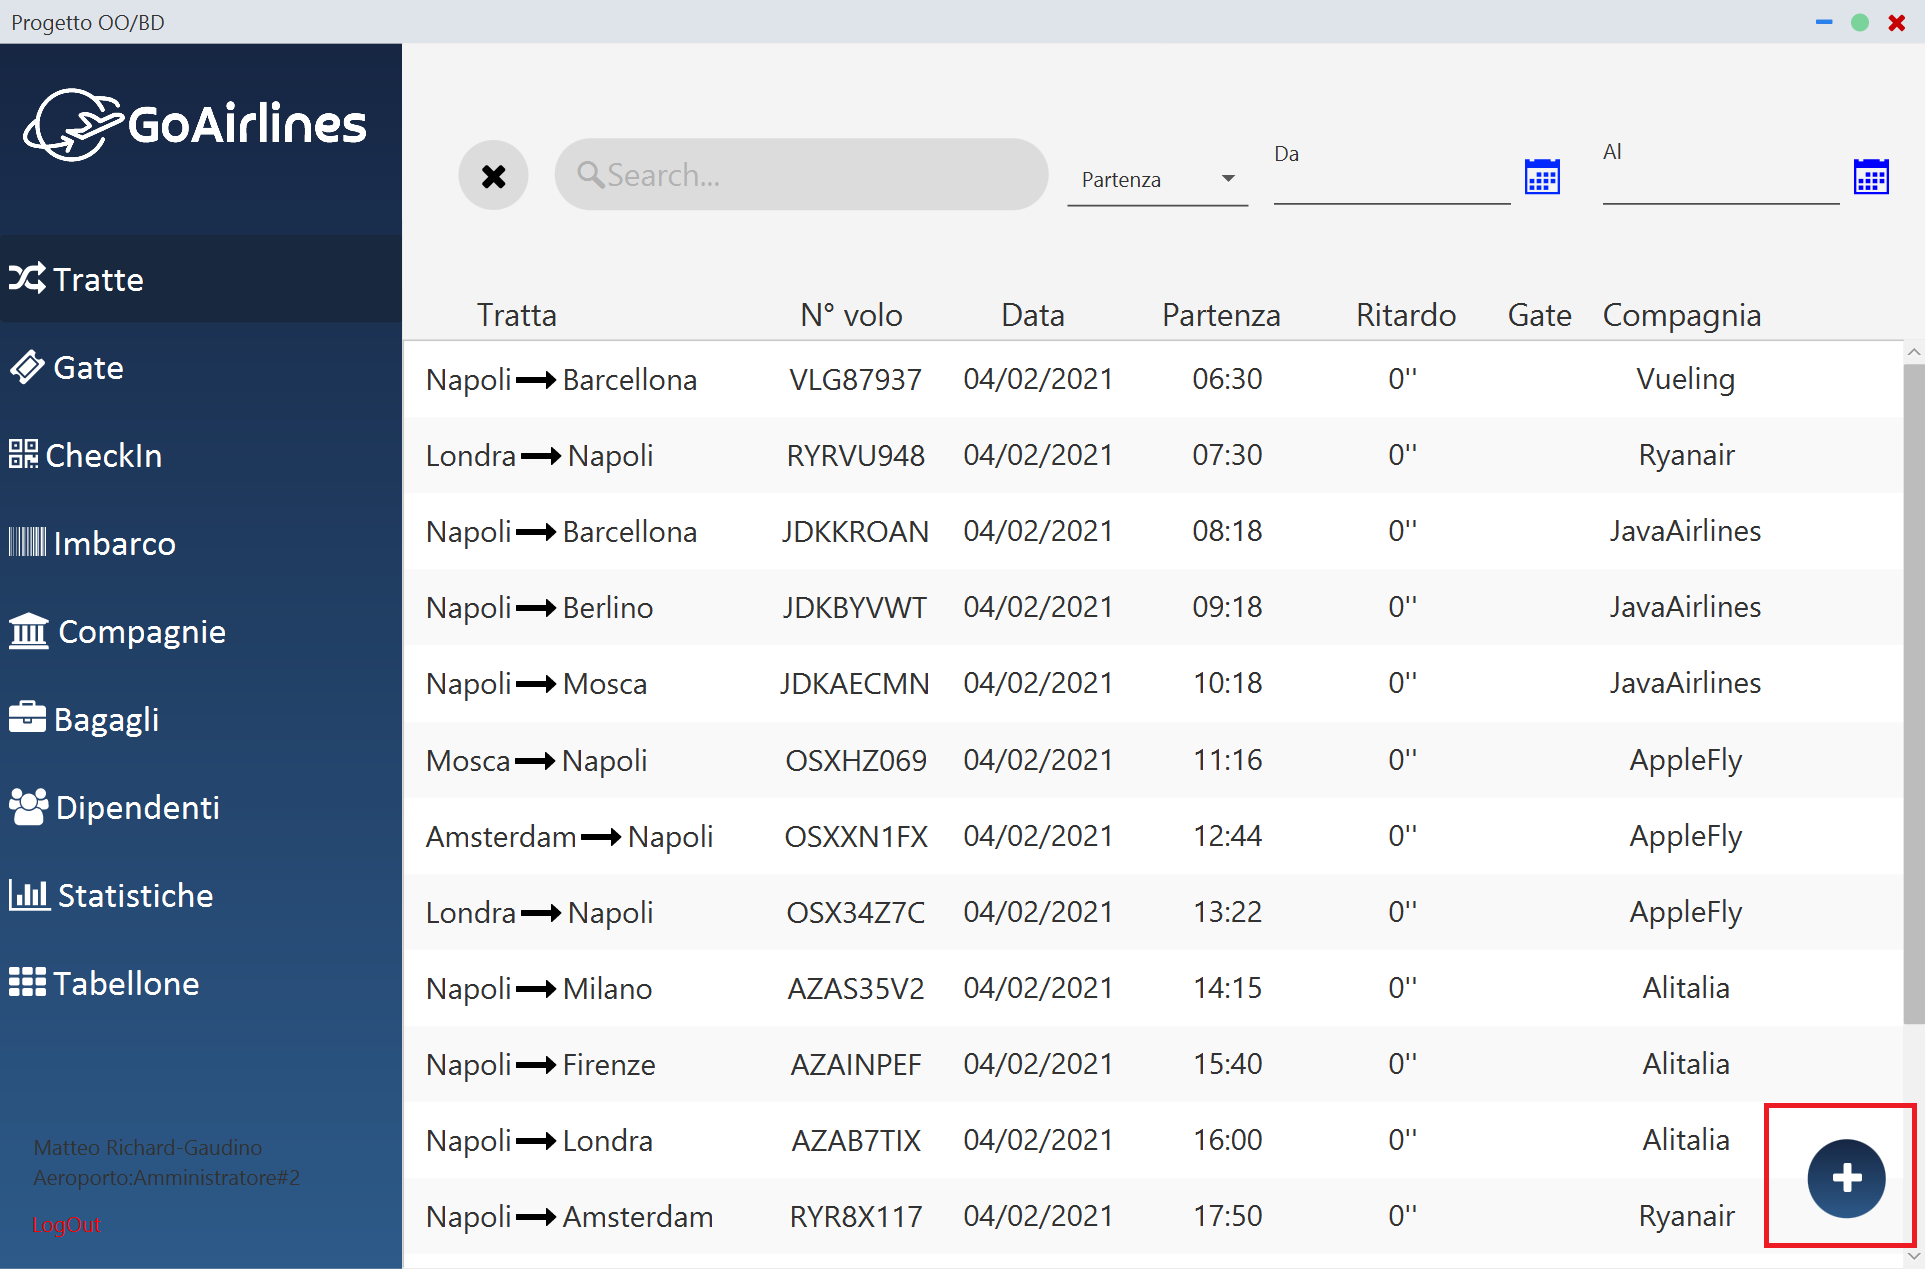 Progetto OO/BD
GoAirlines
Tratte
Gate
CheckIn
Imbarco
Compagnie
Bagagli
Dipendenti
Statistiche
Tabellone
Matteo Richard-Gaudino
Aeroporto:Amministratore#2
LogOut
Search...
Partenza
Da
Al
Tratta N° volo Data Partenza Ritardo Gate Compagnia
Napoli Barcellona VLG87937 04/02/2021 06:30 0'' Vueling
Londra Napoli RYRVU948 04/02/2021 07:30 0'' Ryanair
Napoli Barcellona JDKKROAN 04/02/2021 08:18 0'' JavaAirlines
Napoli Berlino JDKBYVWT 04/02/2021 09:18 0'' JavaAirlines
Napoli Mosca JDKAECMN 04/02/2021 10:18 0'' JavaAirlines
Mosca Napoli OSXHZ069 04/02/2021 11:16 0'' AppleFly
Amsterdam Napoli OSXXN1FX 04/02/2021 12:44 0'' AppleFly
Londra Napoli OSX34Z7C 04/02/2021 13:22 0'' AppleFly
Napoli Milano AZAS35V2 04/02/2021 14:15 0'' Alitalia
Napoli Firenze AZAINPEF 04/02/2021 15:40 0'' Alitalia
Napoli Londra AZAB7TIX 04/02/2021 16:00 0'' Alitalia
Napoli Amsterdam RYR8X117 04/02/2021 17:50 0'' Ryanair